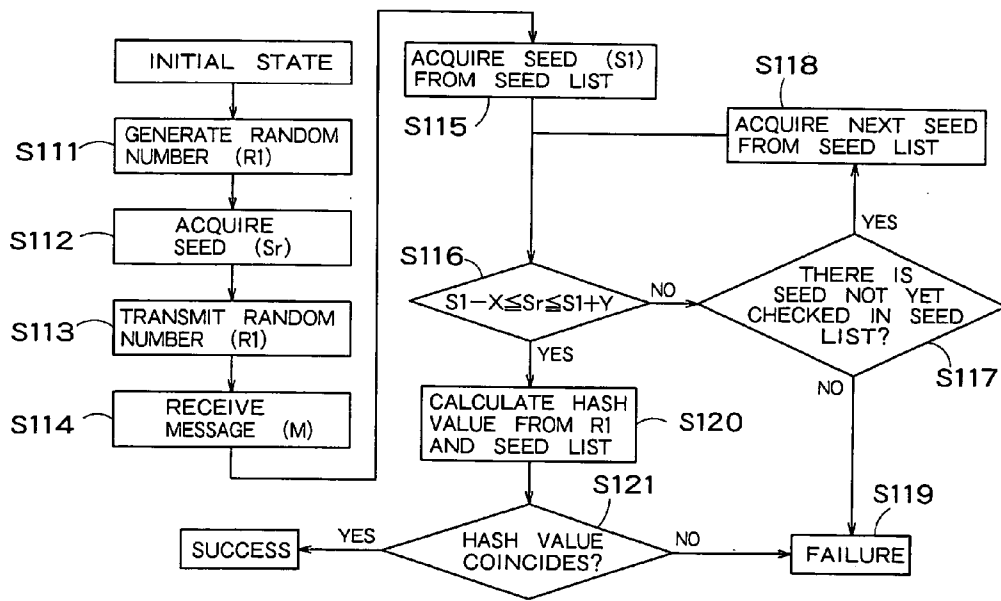 INITIAL STATE
S111
GENERATE RANDOM
NUMBER (R1)
S112
ACQUIRE
SEED (Sr)
S113
TRANSMIT RANDOM
NUMBER (R1)
S114
RECEIVE
MESSAGE (M)
ACQUIRE SEED (S1)
FROM SEED LIST
S115
S118
ACQUIRE NEXT SEED
FROM SEED LIST
YES
S116
S1-X≦Sr≦S1+Y
NO
THERE IS
SEED NOT YET
CHECKED IN SEED
LIST?
S117
YES
NO
CALCULATE HASH
VALUE FROM R1
AND SEED LIST
S120
S121
HASH VALUE
COINCIDES?
YES
SUCCESS
NO
S119
FAILURE